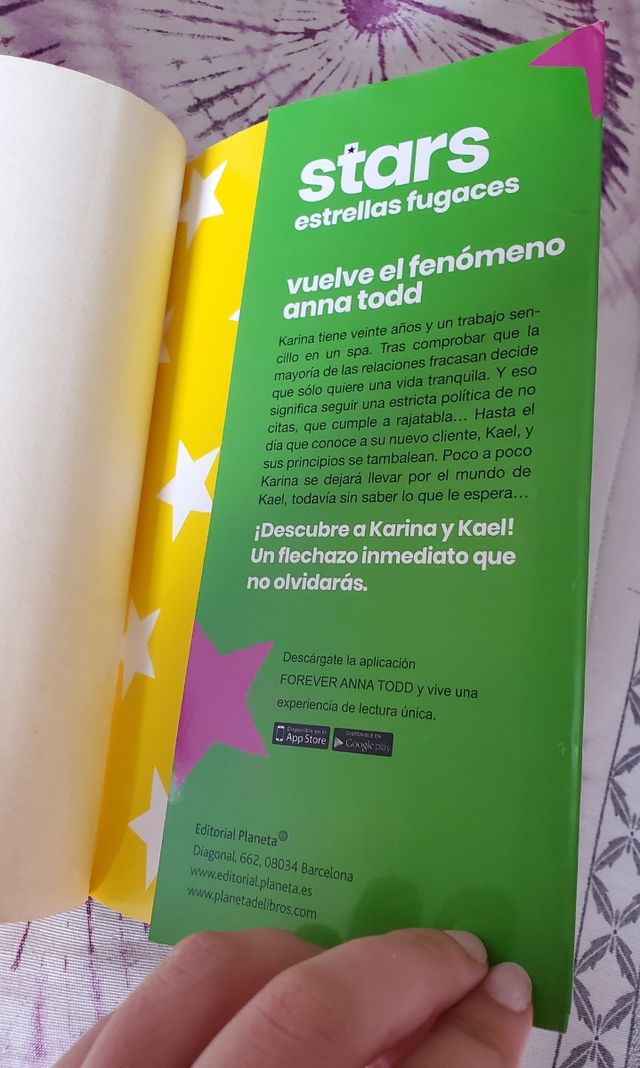 stars
estrellas fugaces
vuelve el fenómeno
anna todd
Karina tiene veinte años y un trabajo sen-
cillo en un spa. Tras comprobar que la
mayoría de las relaciones fracasan decide
que sólo quiere una vida tranquila. Y eso
significa seguir una estricta política de no
citas, que cumple a rajatabla... Hasta el
día que conoce a su nuevo cliente, Kael, y
sus principios se tambalean. Poco a poco
Karina se dejará llevar por el mundo de
Kael, todavía sin saber lo que le espera...
¡Descubre a Karina y Kael!
Un flechazo inmediato que
no olvidarás.
Descárgate la aplicación
FOREVER ANNA TODD y vive una
experiencia de lectura única.
Disponible en el DISPONIBLE EN
App Store Google play
Editorial Planeta
Diagonal, 662, 08034 Barcelona
www.editorial.planeta.es
www.planetadelibros.com